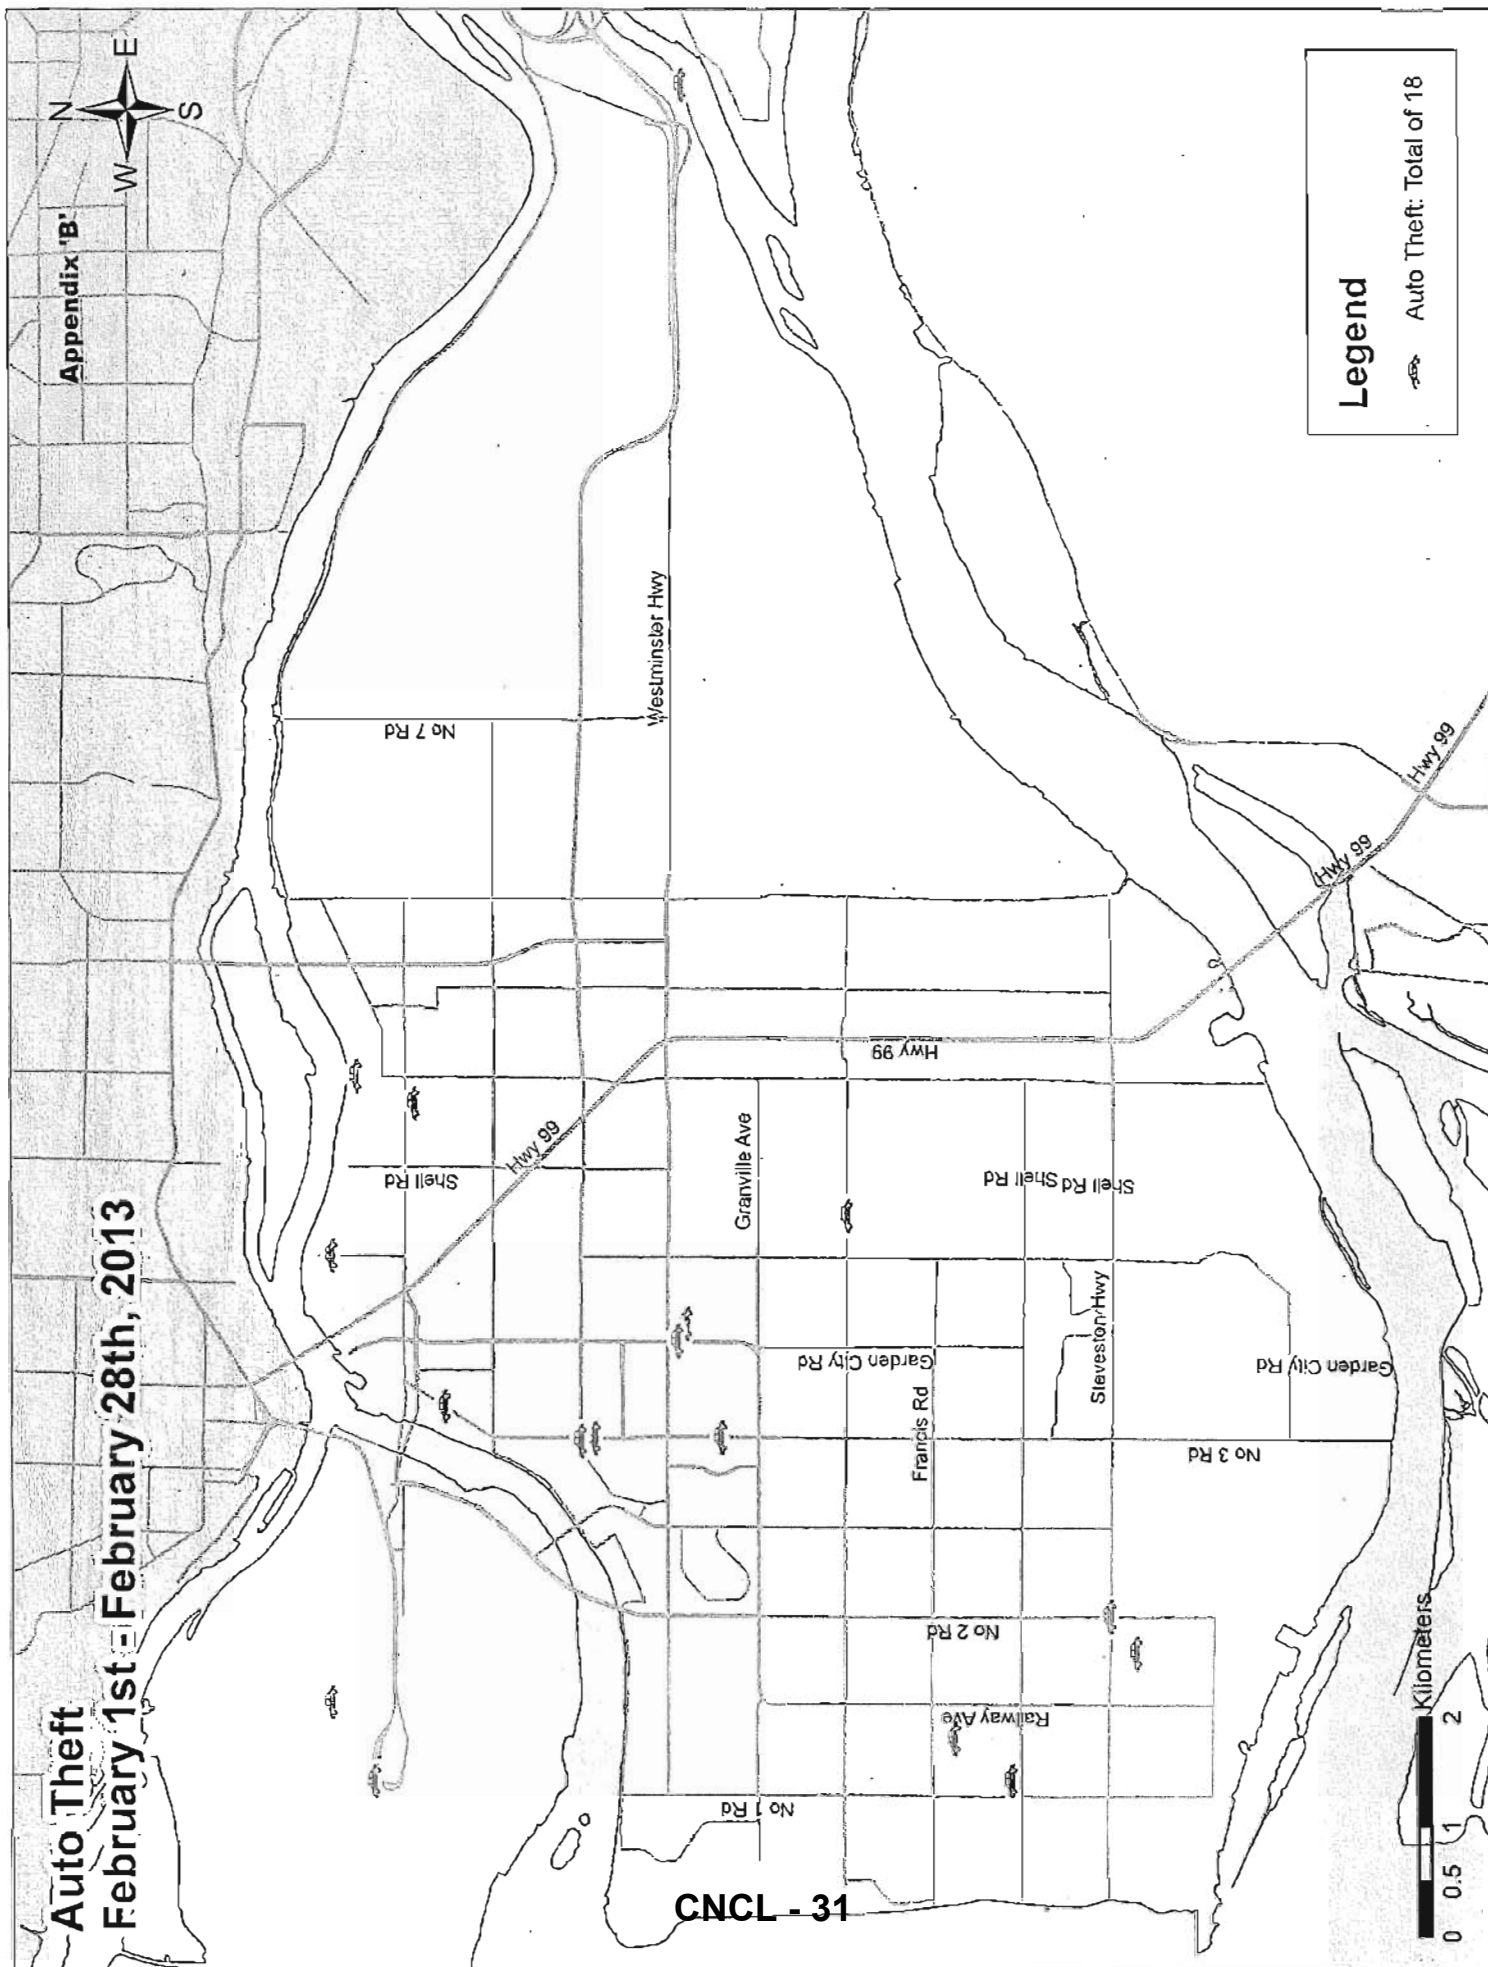 Auto Theft
February 1st - February 28th, 2013
Appendix 'B'
N
W
E
S
No 7 Rd
Westminster Hwy
Hwy 99
Hwy 99
Hwy 99
Hwy 99
Shell Rd
Granville Ave
Shell Rd
Shell Rd
Garden City Rd
Francis Rd
Steveston Hwy
Garden City Rd
Garden City Rd
No 3 Rd
No 2 Rd
Railway Ave
No 1 Rd
Legend
Auto Theft: Total of 18
0 0.5 1 2
Kilometers
CNCL - 31